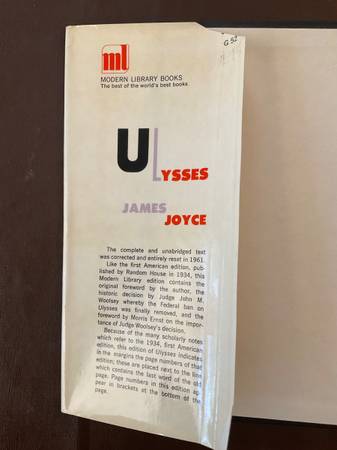 G 52
ml
MODERN LIBRARY BOOKS
The best of the world's best books
ULYSSES
JAMES
JOYCE
The complete and unabridged text
was corrected and entirely reset in 1961.
Like the first American edition, pub-
lished by Random House in 1934, this
Modern Library edition contains the
original foreword by the author, the
historic decision by Judge John M.
Woolsey whereby the Federal ban on
Ulysses was finally removed, and the
foreword by Morris Ernst on the impor-
tance of Judge Woolsey's decision.
Because of the many scholarly notes
which refer to the 1934, first American
edition, this edition of Ulysses indicates
in the margins the page numbers of that
edition; these are placed next to the line
which contains the last word of the old
page. Page numbers in this edition ap-
pear in brackets at the bottom of the
page.